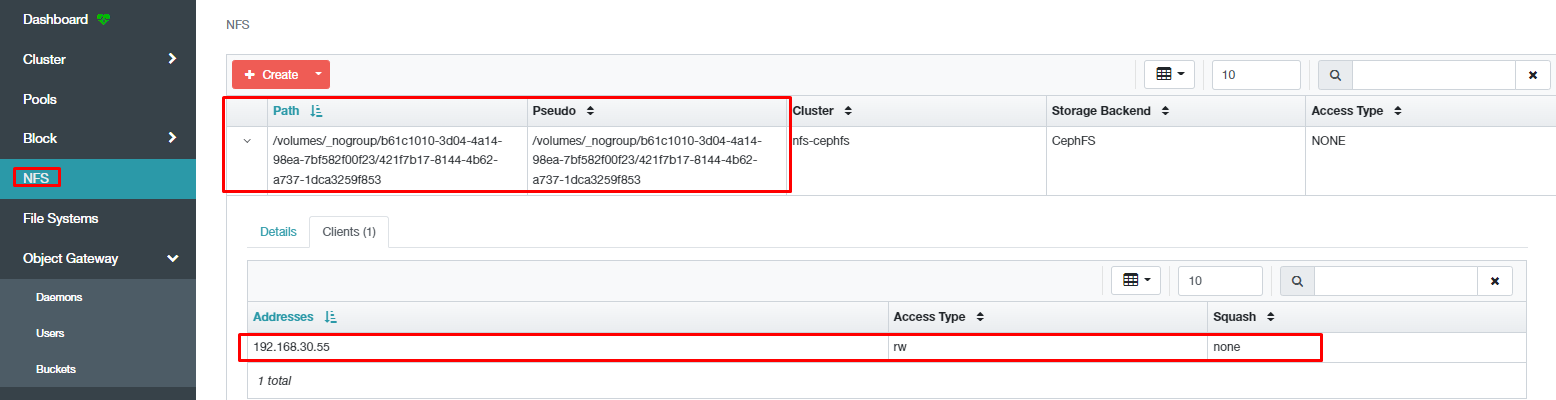 Dashboard
Cluster
Pools
Block
NFS
File Systems
Object Gateway
Daemons
Users
Buckets
NFS
Create
10
Path Pseudo Cluster Storage Backend Access Type
/volumes/_nogroup/b61c1010-3d04-4a14-
98ea-7bf582f00f23/421f7b17-8144-4b62-
a737-1dca3259f853
/volumes/_nogroup/b61c1010-3d04-4a14-
98ea-7bf582f00f23/421f7b17-8144-4b62-
a737-1dca3259f853
nfs-cephfs
CephFS
NONE
Details Clients (1)
10
Addresses Access Type Squash
192.168.30.55 rw none
1 total